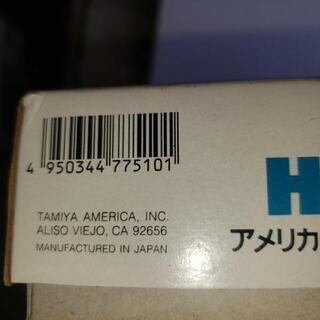 4 950344 775101
TAMIYA AMERICA, INC.
ALISO VIEJO, CA 92656
MANUFACTURED IN JAPAN
H
アメリカ